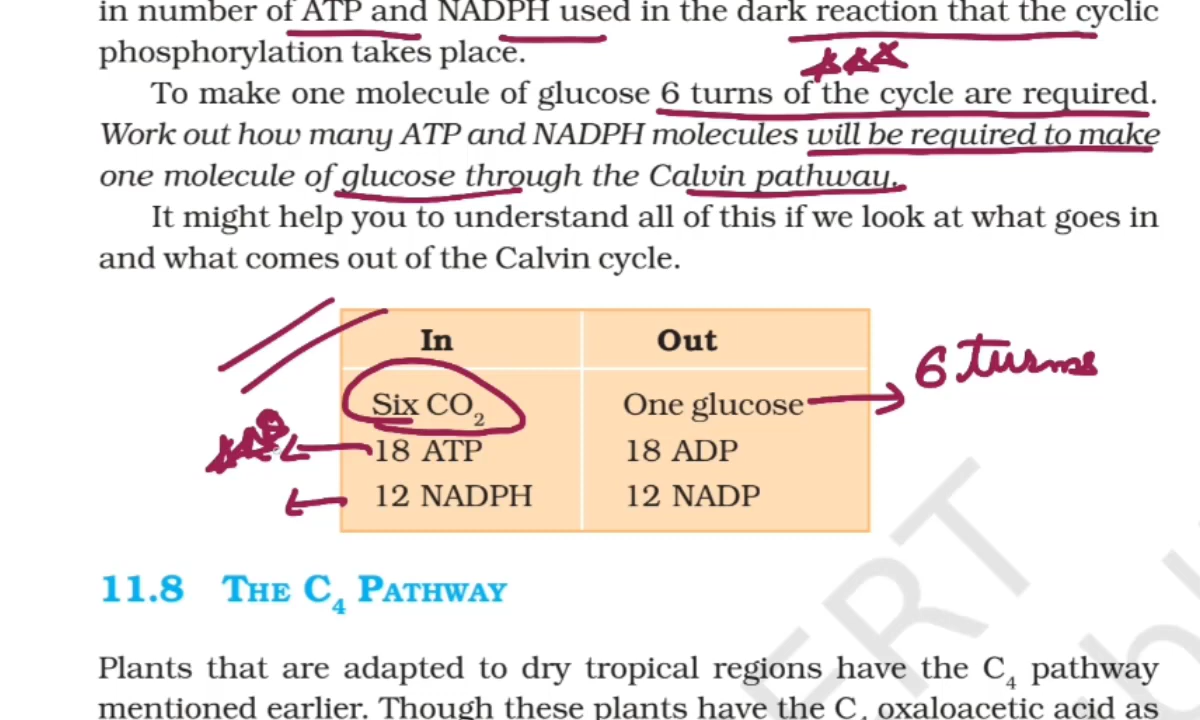 in number of ATP and NADPH used in the dark reaction that the cyclic
phosphorylation takes place.
To make one molecule of glucose 6 turns of the cycle are required.
Work out how many ATP and NADPH molecules will be required to make
one molecule of glucose through the Calvin pathway.
It might help you to understand all of this if we look at what goes in
and what comes out of the Calvin cycle.
In Out
Six CO₂ One glucose → 6 turns
18 ATP 18 ADP
12 NADPH 12 NADP
11.8 THE C₄ PATHWAY
Plants that are adapted to dry tropical regions have the C₄ pathway
mentioned earlier. Though these plants have the C₄ oxaloacetic acid as